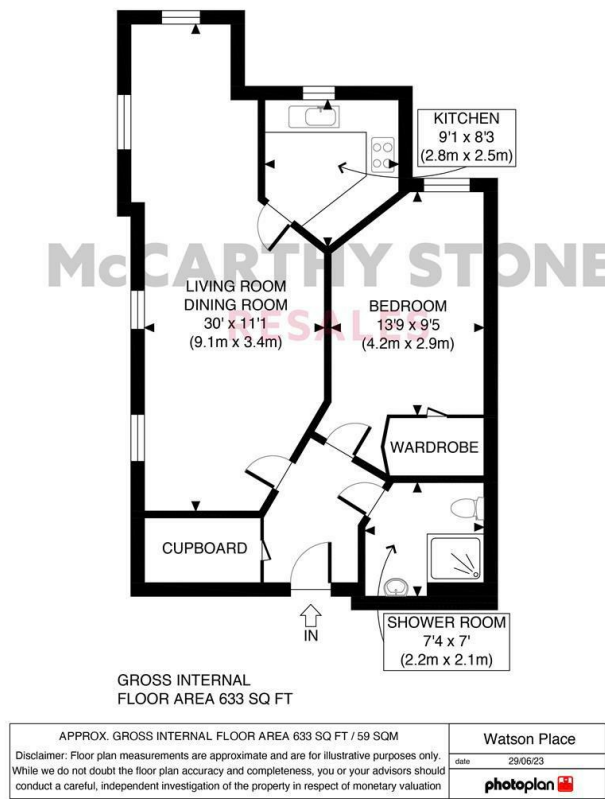 KITCHEN
9'1 x 8'3
(2.8m x 2.5m)
McCARTHY STONE
RESALES
LIVING ROOM
DINING ROOM
30' x 11'1
(9.1m x 3.4m)
BEDROOM
13'9 x 9'5
(4.2m x 2.9m)
WARDROBE
CUPBOARD
IN
SHOWER ROOM
7'4 x 7'
(2.2m x 2.1m)
GROSS INTERNAL
FLOOR AREA 633 SQ FT
APPROX. GROSS INTERNAL FLOOR AREA 633 SQ FT / 59 SQM
Disclaimer: Floor plan measurements are approximate and are for illustrative purposes only.
While we do not doubt the floor plan accuracy and completeness, you or your advisors should
conduct a careful, independent investigation of the property in respect of monetary valuation
Watson Place
date 29/06/23
photoplan